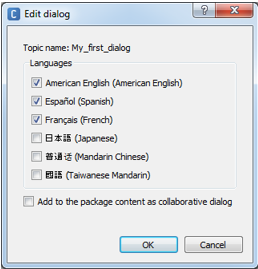 Edit dialog
Topic name: My_first_dialog
Languages
American English (American English)
Español (Spanish)
Français (French)
日本語 (Japanese)
普通话 (Mandarin Chinese)
國語 (Taiwanese Mandarin)
Add to the package content as collaborative dialog
OK Cancel